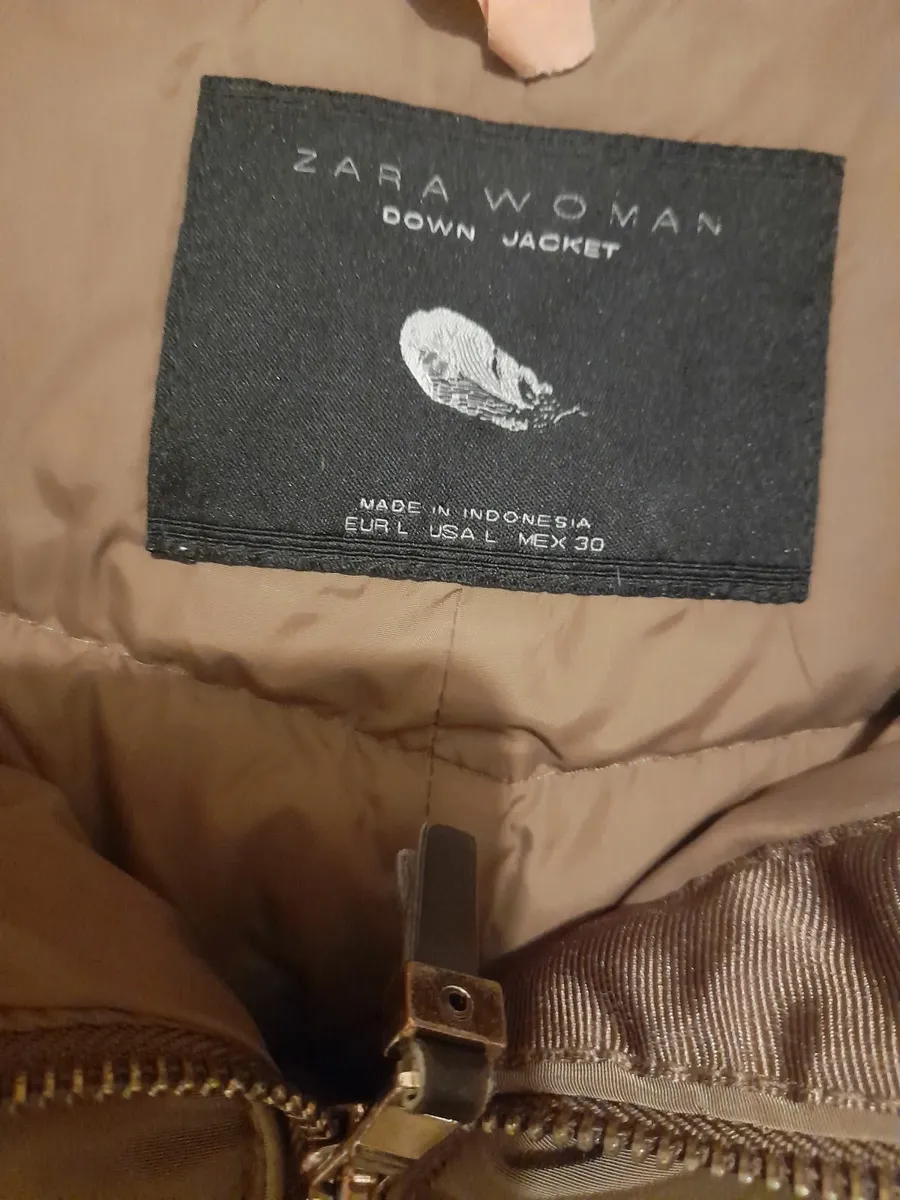 ZARA WOMAN
DOWN JACKET
MADE IN INDONESIA
EUR L USA L MEX 30